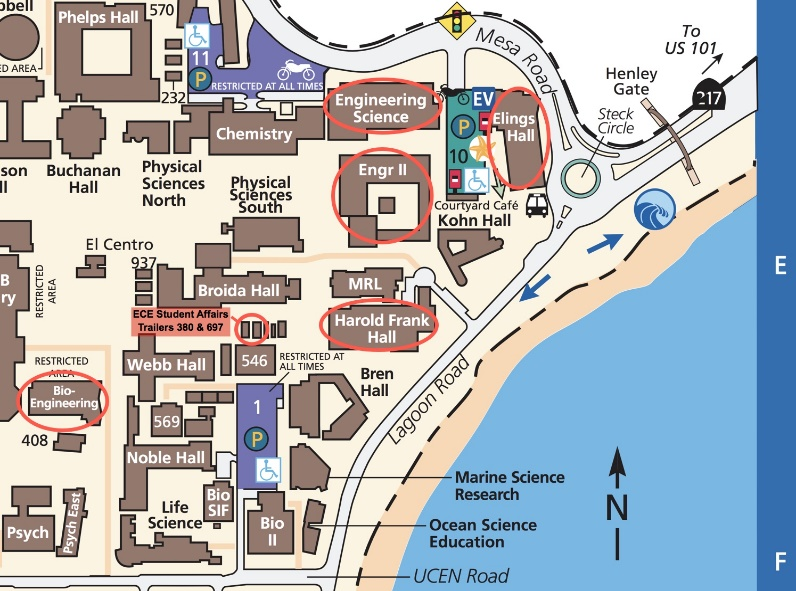 Phelps Hall
570
11
P
RESTRICTED AT ALL TIMES
232
Mesa Road
To
US 101
217
Henley
Gate
Steck
Circle
Engineering
Science
EV
P
10
Elings
Hall
Chemistry
Buchanan
Hall
Physical
Sciences
North
Engr II
Physical
Sciences
South
Courtyard Café
Kohn Hall
El Centro
937
RESTRICTED
AREA
Broida Hall
MRL
ECE Student Affairs
Trailers 380 & 697
Harold Frank
Hall
546
RESTRICTED AT
ALL TIMES
Webb Hall
RESTRICTED
AREA
Bio-
Engineering
408
Bren
Hall
Lagoon Road
1
P
569
Noble Hall
Marine Science
Research
Bio
SIF
Life
Science
Bio
II
Ocean Science
Education
Psych
Psych East
UCEN Road
N
E
F